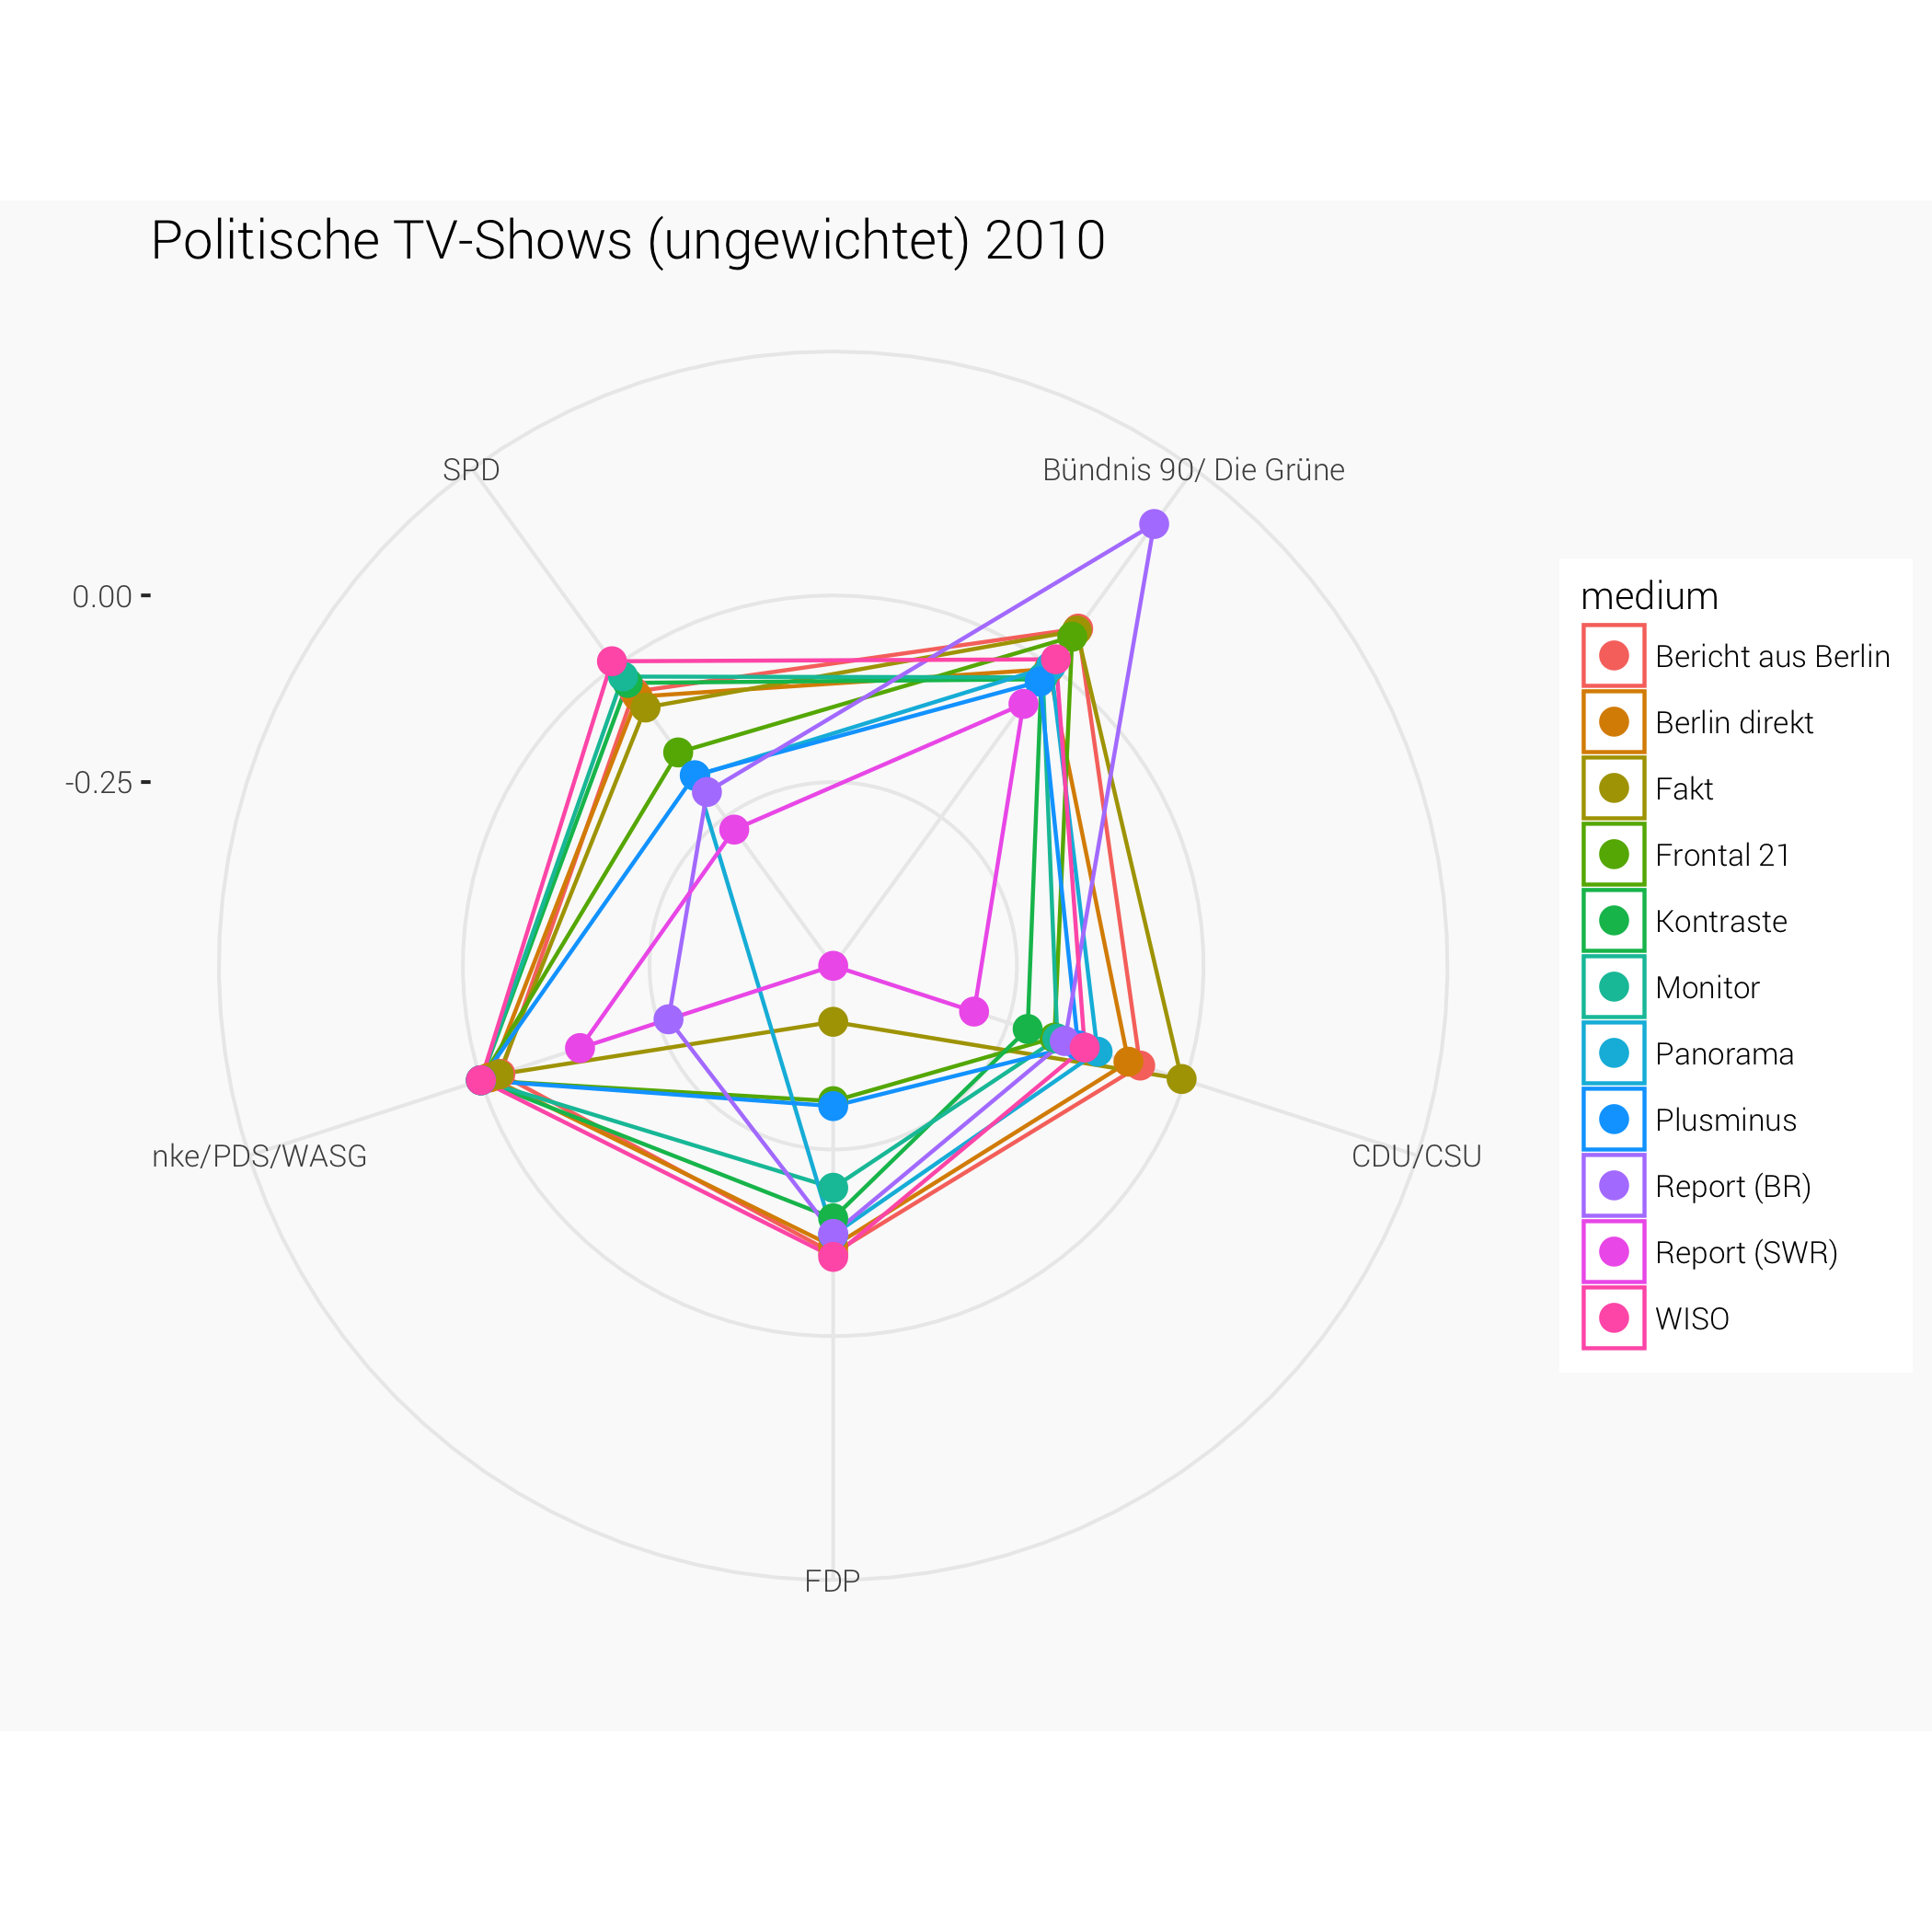 Politische TV-Shows (ungewichtet) 2010
SPD
Bündnis 90/ Die Grüne
0.00
-0.25
nke/PDS/WASG
CDU/CSU
FDP
medium
Bericht aus Berlin
Berlin direkt
Fakt
Frontal 21
Kontraste
Monitor
Panorama
Plusminus
Report (BR)
Report (SWR)
WISO